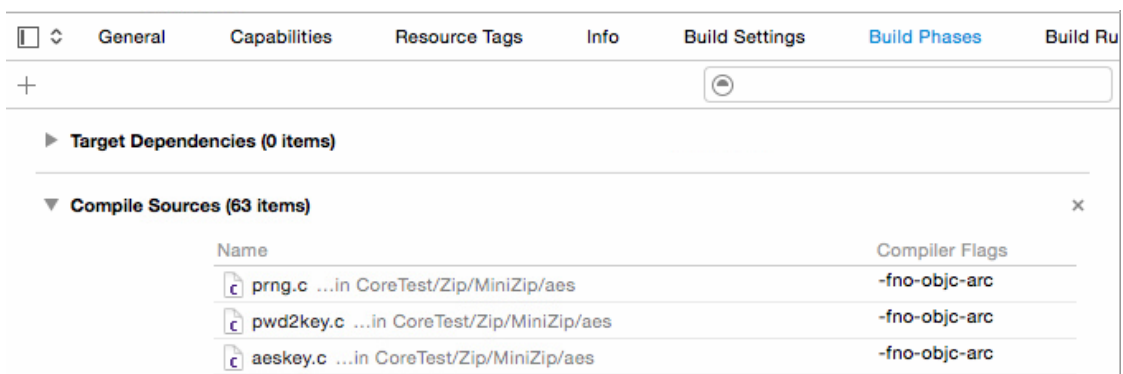 General Capabilities Resource Tags Info Build Settings Build Phases Build Ru
Target Dependencies (0 items)
Compile Sources (63 items)
Name Compiler Flags
prng.c ...in CoreTest/Zip/MiniZip/aes -fno-objc-arc
pwd2key.c ...in CoreTest/Zip/MiniZip/aes -fno-objc-arc
aeskey.c ...in CoreTest/Zip/MiniZip/aes -fno-objc-arc